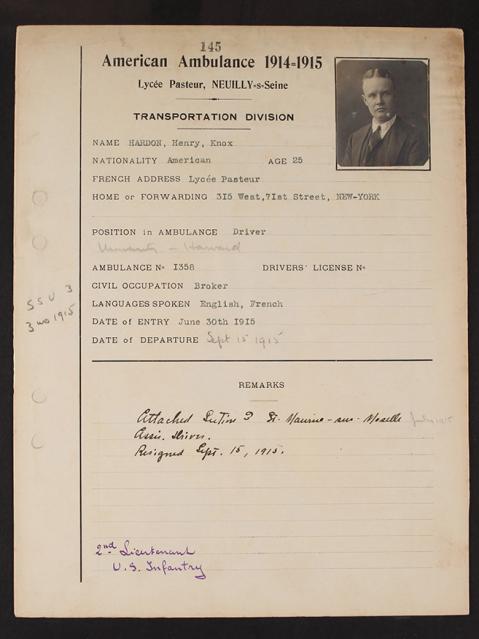 145
American Ambulance 1914=1915
Lycée Pasteur, NEUILLY-s-Seine
TRANSPORTATION DIVISION
NAME HARDON, Henry, Knox
NATIONALITY American AGE 25
FRENCH ADDRESS Lycée Pasteur
HOME or FORWARDING 315 West,71st Street, NEW-YORK
POSITION in AMBULANCE Driver
University - Harvard
AMBULANCE No 1358 DRIVERS' LICENSE No
CIVIL OCCUPATION Broker
S S U 3
3 mo 1915
LANGUAGES SPOKEN English, French
DATE of ENTRY June 30th 1915
DATE of DEPARTURE Sept 15 1915
REMARKS
Attached Section 3 St. Maurice-sur-Moselle July 1915
Assis. Driver.
Resigned Sept. 15, 1915.
2nd Lieutenant
U.S. Infantry